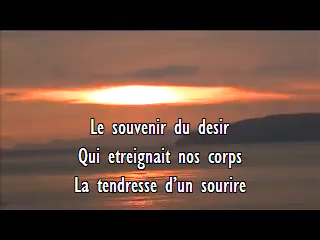 Le souvenir du desir
Qui etreignait nos corps
La tendresse d'un sourire